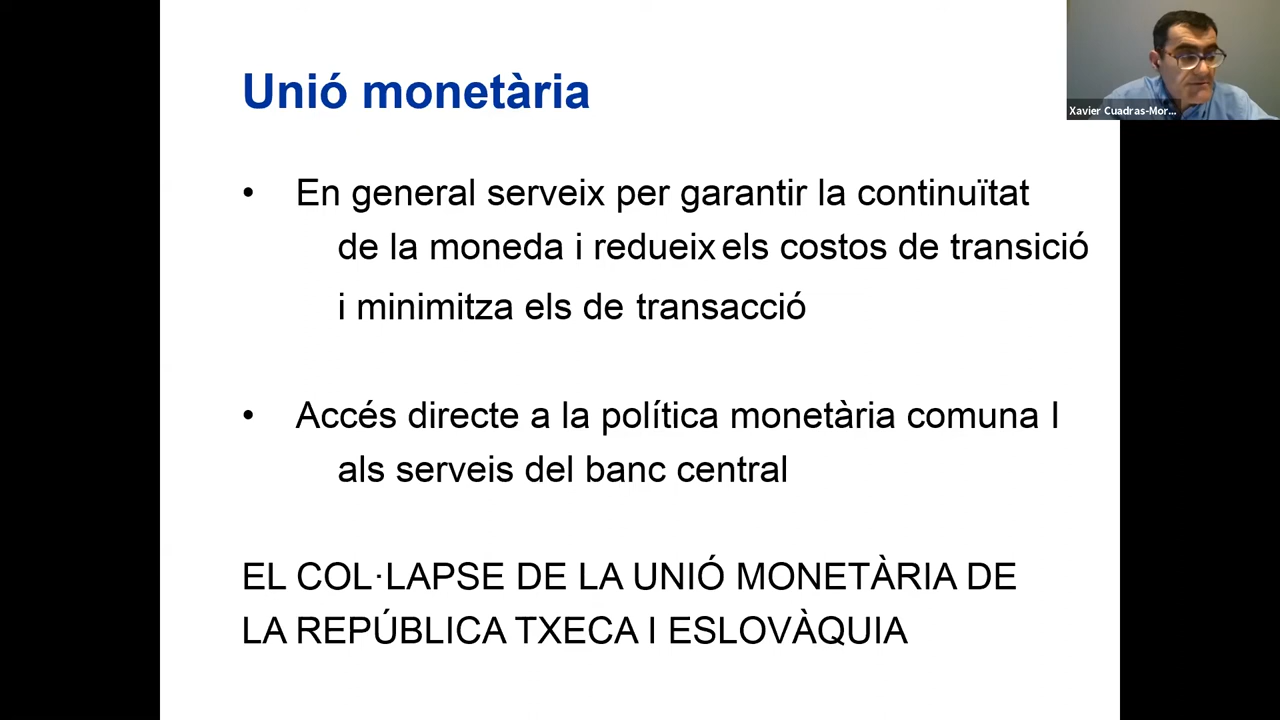 Unió monetària
Xavier Cuadras-Mor...
• En general serveix per garantir la continuïtat
de la moneda i redueix els costos de transició
i minimitza els de transacció
• Accés directe a la política monetària comuna I
als serveis del banc central
EL COL·LAPSE DE LA UNIÓ MONETÀRIA DE
LA REPÚBLICA TXECA I ESLOVÀQUIA